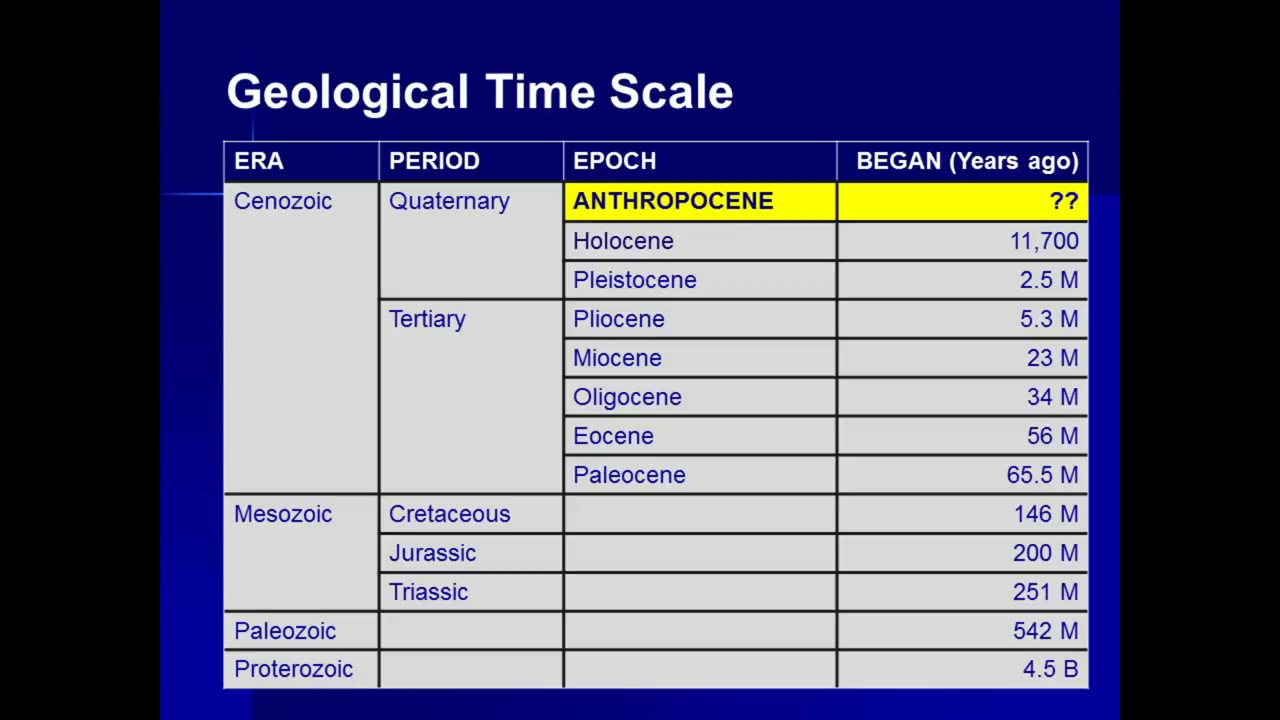 Geological Time Scale
ERA PERIOD EPOCH BEGAN (Years ago)
Cenozoic Quaternary ANTHROPOCENE ??
Holocene 11,700
Pleistocene 2.5 M
Tertiary Pliocene 5.3 M
Miocene 23 M
Oligocene 34 M
Eocene 56 M
Paleocene 65.5 M
Mesozoic Cretaceous 146 M
Jurassic 200 M
Triassic 251 M
Paleozoic 542 M
Proterozoic 4.5 B